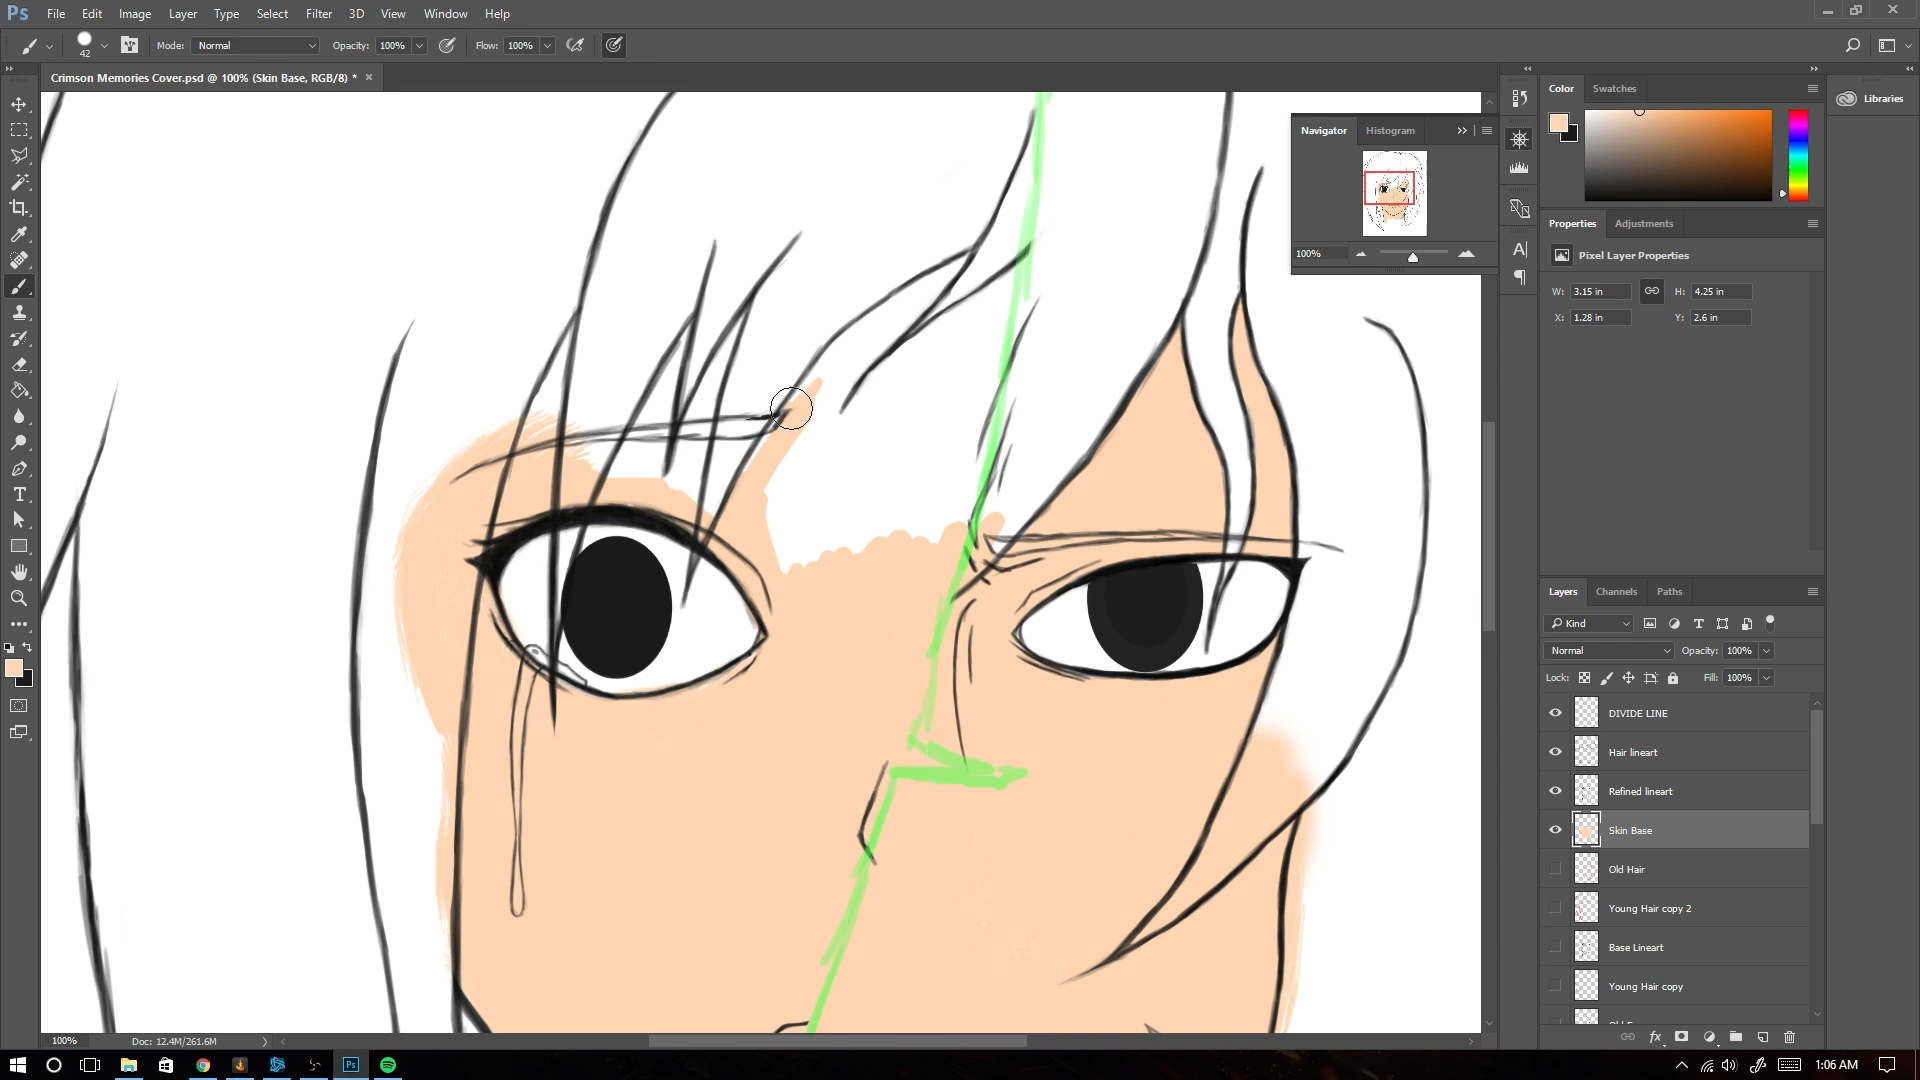 Ps File Edit Image Layer Type Select Filter 3D View Window Help
42 Mode: Normal Opacity: 100% Flow: 100%
Crimson Memories Cover.psd @ 100% (Skin Base, RGB/8) * ×
Navigator Histogram
100%
Color Swatches
Libraries
Properties Adjustments
Pixel Layer Properties
W: 3.15 in H: 4.25 in
X: 1.28 in Y: 2.6 in
Layers Channels Paths
Kind
Normal Opacity: 100%
Lock: Fill: 100%
DIVIDE LINE
Hair lineart
Refined lineart
Skin Base
Old Hair
Young Hair copy 2
Base Lineart
Young Hair copy
100% Doc: 12.4M/261.6M
Ps
1:06 AM